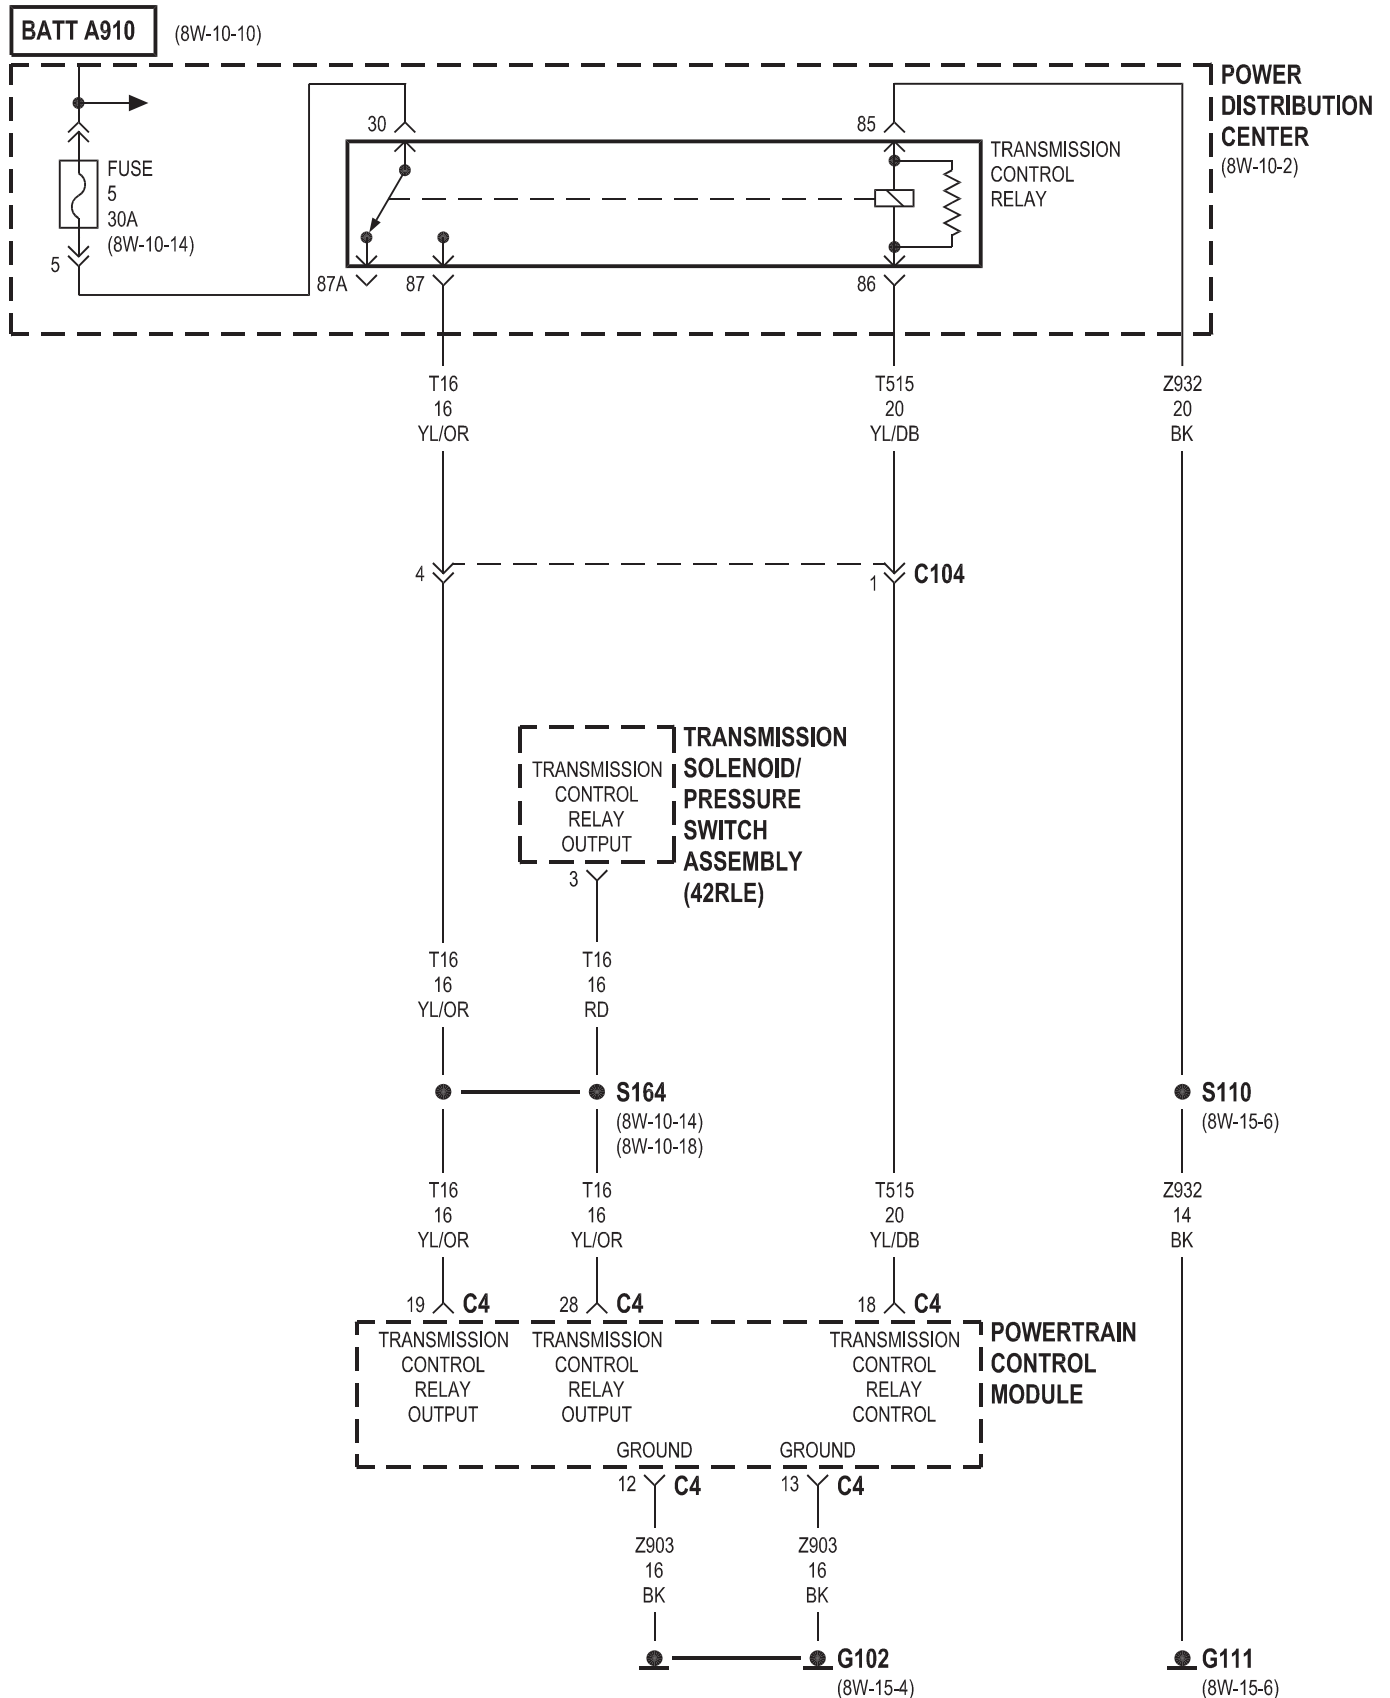 BATT A910 (8W-10-10)
POWER
DISTRIBUTION
CENTER
(8W-10-2)
30
85
FUSE
5
30A
(8W-10-14)
5
TRANSMISSION
CONTROL
RELAY
87A
87
86
T16
16
YL/OR
T515
20
YL/DB
Z932
20
BK
4
1
C104
TRANSMISSION
CONTROL
RELAY
OUTPUT
TRANSMISSION
SOLENOID/
PRESSURE
SWITCH
ASSEMBLY
(42RLE)
3
T16
16
YL/OR
T16
16
RD
S164
(8W-10-14)
(8W-10-18)
S110
(8W-15-6)
T16
16
YL/OR
T16
16
YL/OR
T515
20
YL/DB
Z932
14
BK
19 C4
28 C4
18 C4
TRANSMISSION
CONTROL
RELAY
OUTPUT
TRANSMISSION
CONTROL
RELAY
OUTPUT
TRANSMISSION
CONTROL
RELAY
CONTROL
POWERTRAIN
CONTROL
MODULE
GROUND
GROUND
12 C4
13 C4
Z903
16
BK
Z903
16
BK
G102
(8W-15-4)
G111
(8W-15-6)